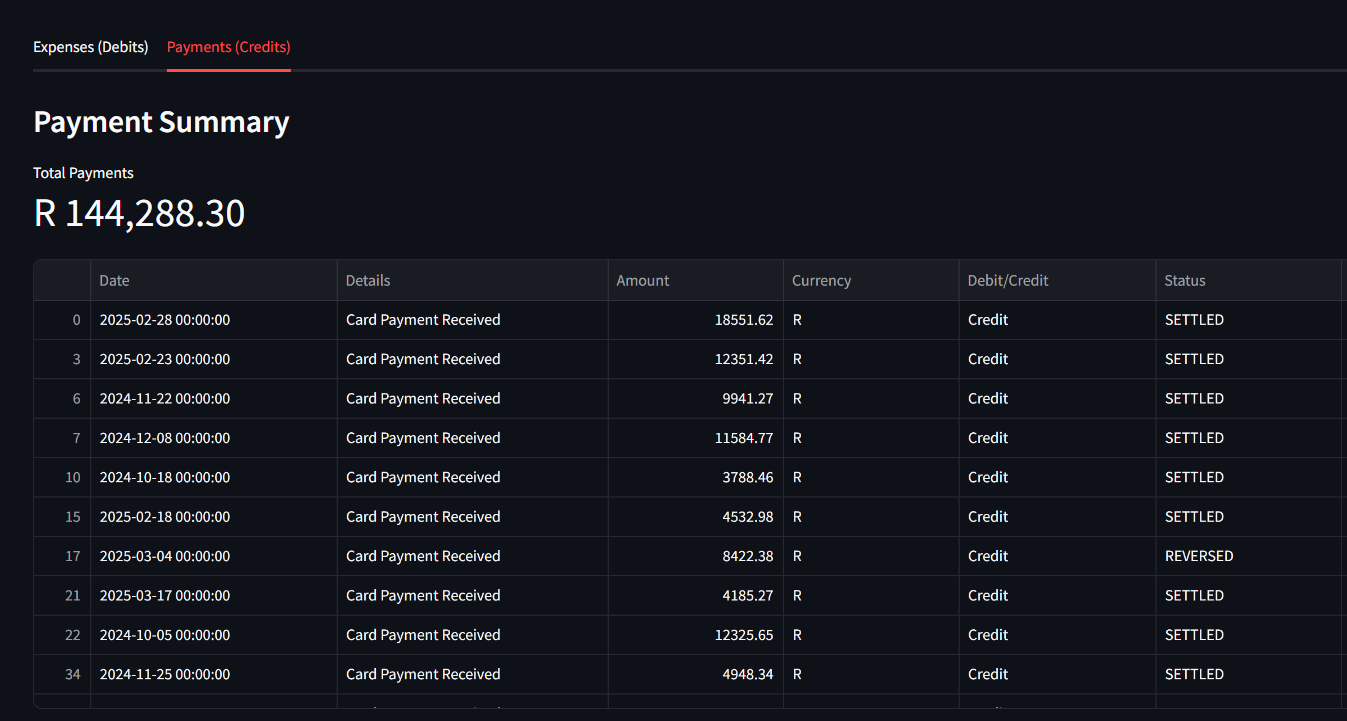 Expenses (Debits) Payments (Credits)
Payment Summary
Total Payments
R 144,288.30
Date Details Amount Currency Debit/Credit Status
0 2025-02-28 00:00:00 Card Payment Received 18551.62 R Credit SETTLED
3 2025-02-23 00:00:00 Card Payment Received 12351.42 R Credit SETTLED
6 2024-11-22 00:00:00 Card Payment Received 9941.27 R Credit SETTLED
7 2024-12-08 00:00:00 Card Payment Received 11584.77 R Credit SETTLED
10 2024-10-18 00:00:00 Card Payment Received 3788.46 R Credit SETTLED
15 2025-02-18 00:00:00 Card Payment Received 4532.98 R Credit SETTLED
17 2025-03-04 00:00:00 Card Payment Received 8422.38 R Credit REVERSED
21 2025-03-17 00:00:00 Card Payment Received 4185.27 R Credit SETTLED
22 2024-10-05 00:00:00 Card Payment Received 12325.65 R Credit SETTLED
34 2024-11-25 00:00:00 Card Payment Received 4948.34 R Credit SETTLED